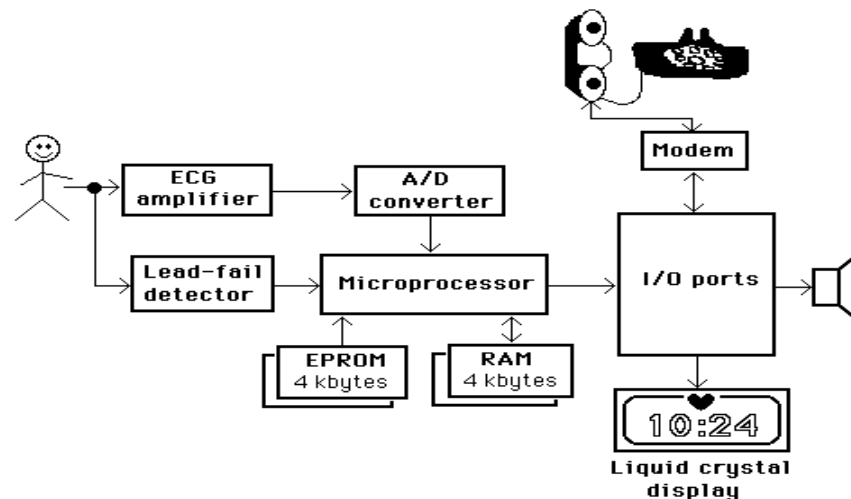 Modem
ECG
amplifier
A/D
converter
Lead-fail
detector
Microprocessor
I/O ports
EPROM
4 kbytes
RAM
4 kbytes
10:24
Liquid crystal
display